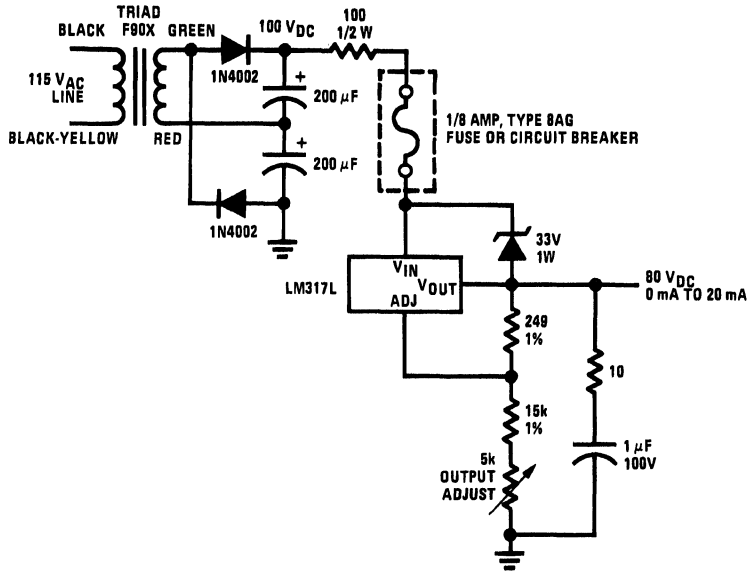 TRIAD
F90X
BLACK
GREEN
115 VAC
LINE
BLACK-YELLOW
RED
1N4002
100 VDC
+
200 μF
+
200 μF
1N4002
100
1/2 W
1/8 AMP, TYPE 8AG
FUSE OR CIRCUIT BREAKER
33V
1W
LM317L
VIN
VOUT
ADJ
80 VDC
0 mA TO 20 mA
249
1%
10
15k
1%
1 μF
100V
5k
OUTPUT
ADJUST